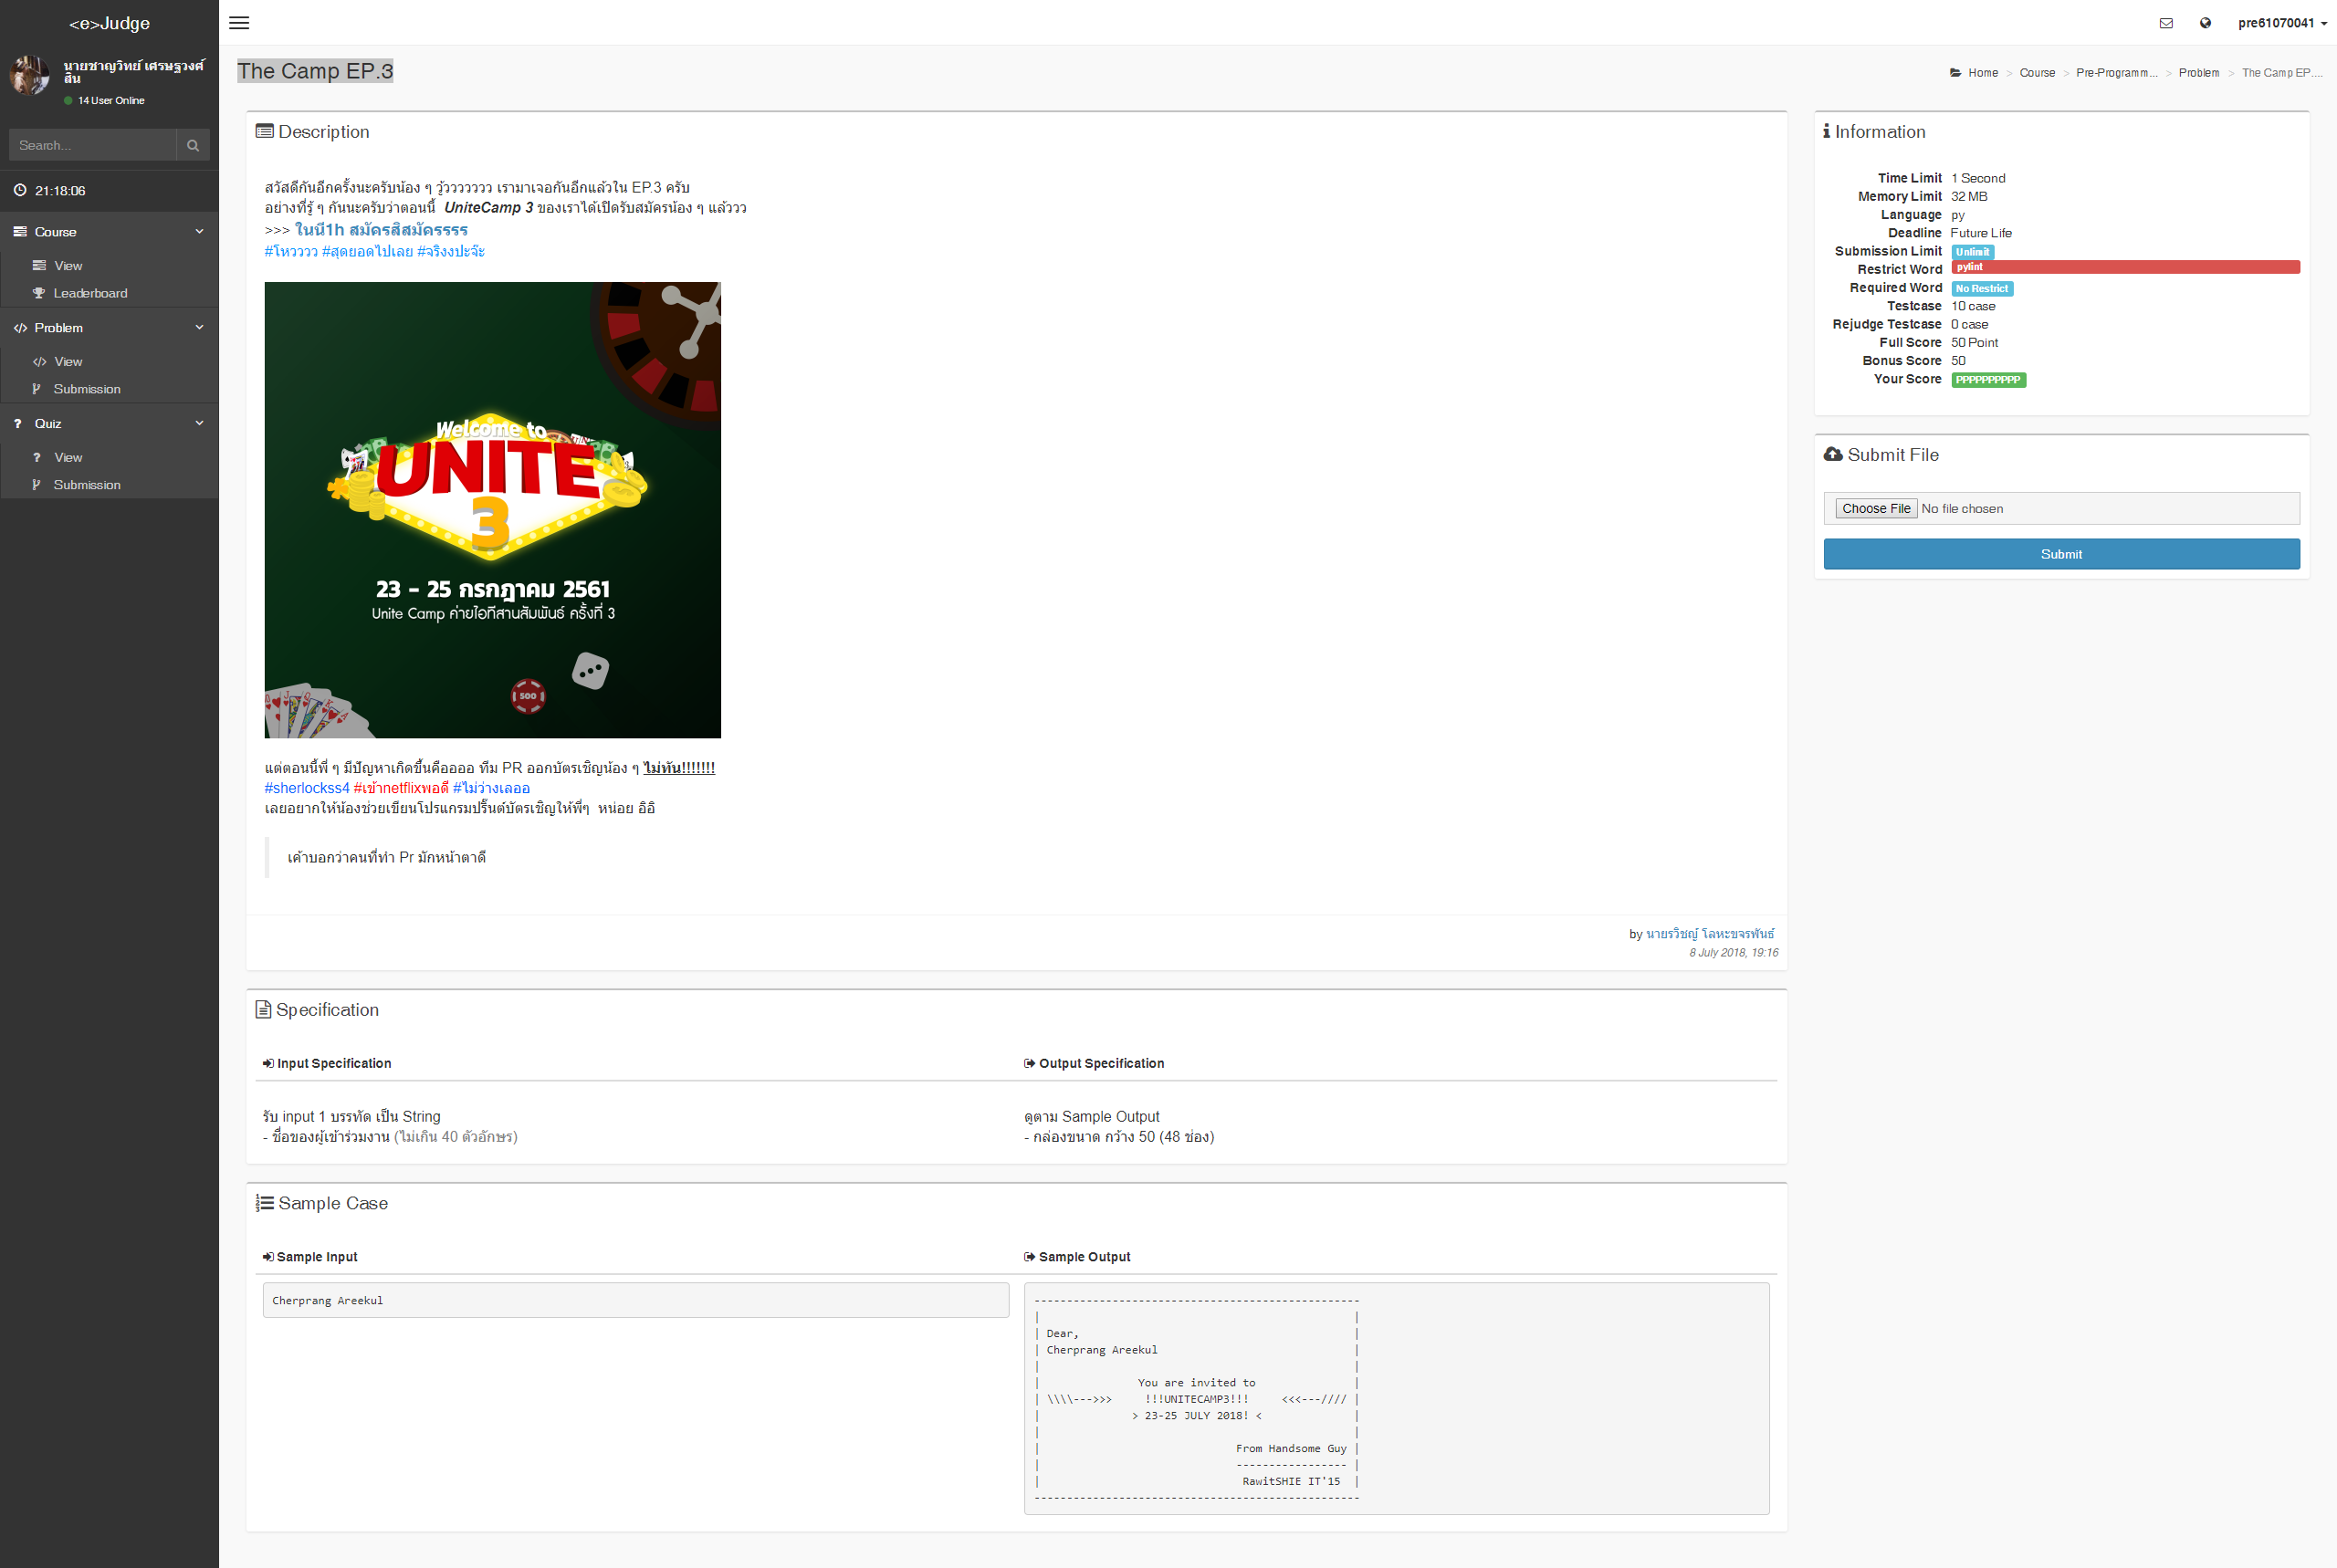 <e>Judge
pre61070041
นายชาญวิทย์ เศรษฐวงศ์
สิน
14 User Online
Search...
21:18:06
Course
View
Leaderboard
Problem
View
Submission
Quiz
View
Submission
The Camp EP.3
Home > Course > Pre-Programm... > Problem > The Camp EP....
Description
สวัสดีกันอีกครั้งนะครับน้อง ๆ วู้ววววววว เรามาเจอกันอีกแล้วใน EP.3 ครับ
อย่างที่รู้ ๆ กันนะครับว่าตอนนี้ UniteCamp 3 ของเราได้เปิดรับสมัครน้อง ๆ แล้ววว
>>> ในนี้1h สมัครสิสมัครรรร
#โหวววว #สุดยอดไปเลย #จริงงปะจ๊ะ
Welcome to
UNITE
3
23 - 25 กรกฎาคม 2561
Unite Camp ค่ายไอทีสานสัมพันธ์ ครั้งที่ 3
500
แต่ตอนนี้พี่ ๆ มีปัญหาเกิดขึ้นคืออออ ทีม PR ออกบัตรเชิญน้อง ๆ ไม่ทัน!!!!!!!
#sherlockss4 #เข้าnetflixพอดี #ไม่ว่างเลออ
เลยอยากให้น้องช่วยเขียนโปรแกรมปริ๊นต์บัตรเชิญให้พี่ๆ หน่อย อิอิ
เค้าบอกว่าคนที่ทำ Pr มักหน้าตาดี
by นายรวิชญ์ โลหะขจรพันธ์
8 July 2018, 19:16
Specification
Input Specification
รับ input 1 บรรทัด เป็น String
- ชื่อของผู้เข้าร่วมงาน (ไม่เกิน 40 ตัวอักษร)
Output Specification
ดูตาม Sample Output
- กล่องขนาด กว้าง 50 (48 ช่อง)
Sample Case
Sample Input
Cherprang Areekul
Sample Output
--------------------------------------------------
|                                                |
| Dear,                                          |
| Cherprang Areekul                              |
|                                                |
|               You are invited to               |
| \\\\--->>>     !!!UNITECAMP3!!!     <<<---//// |
|              > 23-25 JULY 2018! <              |
|                                                |
|                              From Handsome Guy |
|                              ----------------- |
|                               RawitSHIE IT'15  |
--------------------------------------------------
Information
Time Limit 1 Second
Memory Limit 32 MB
Language py
Deadline Future Life
Submission Limit Unlimit
Restrict Word pylint
Required Word No Restrict
Testcase 10 case
Rejudge Testcase 0 case
Full Score 50 Point
Bonus Score 50
Your Score PPPPPPPPPP
Submit File
Choose File No file chosen
Submit